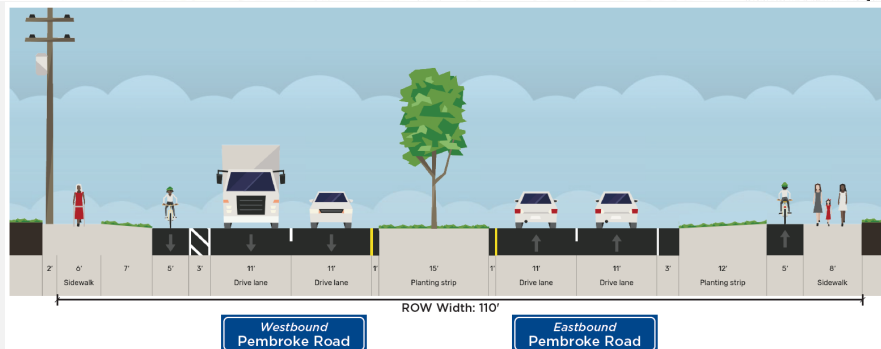 2' 6' 7' 5' 3' 11' 11' 1' 15' 1' 11' 11' 3' 12' 5' 8'
Sidewalk Drive lane Drive lane Planting strip Drive lane Drive lane Planting strip Sidewalk
ROW Width: 110'
Westbound
Pembroke Road
Eastbound
Pembroke Road